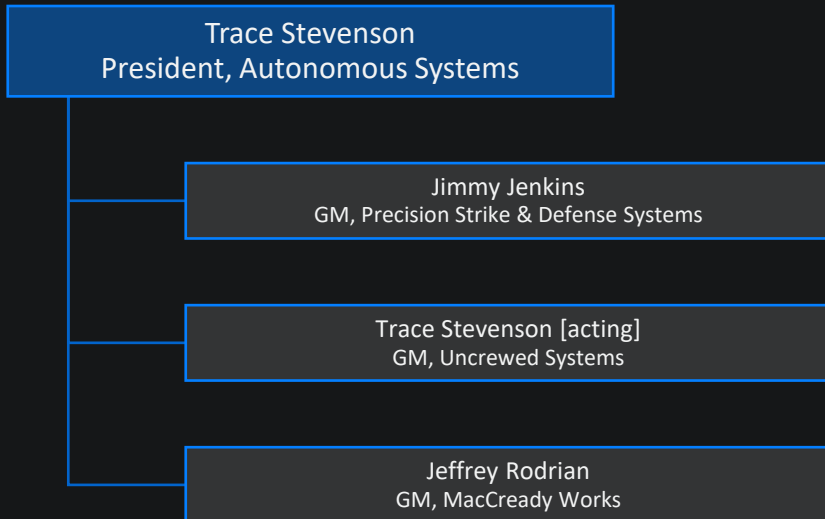 Trace Stevenson
President, Autonomous Systems
Jimmy Jenkins
GM, Precision Strike & Defense Systems
Trace Stevenson [acting]
GM, Uncrewed Systems
Jeffrey Rodrian
GM, MacCready Works